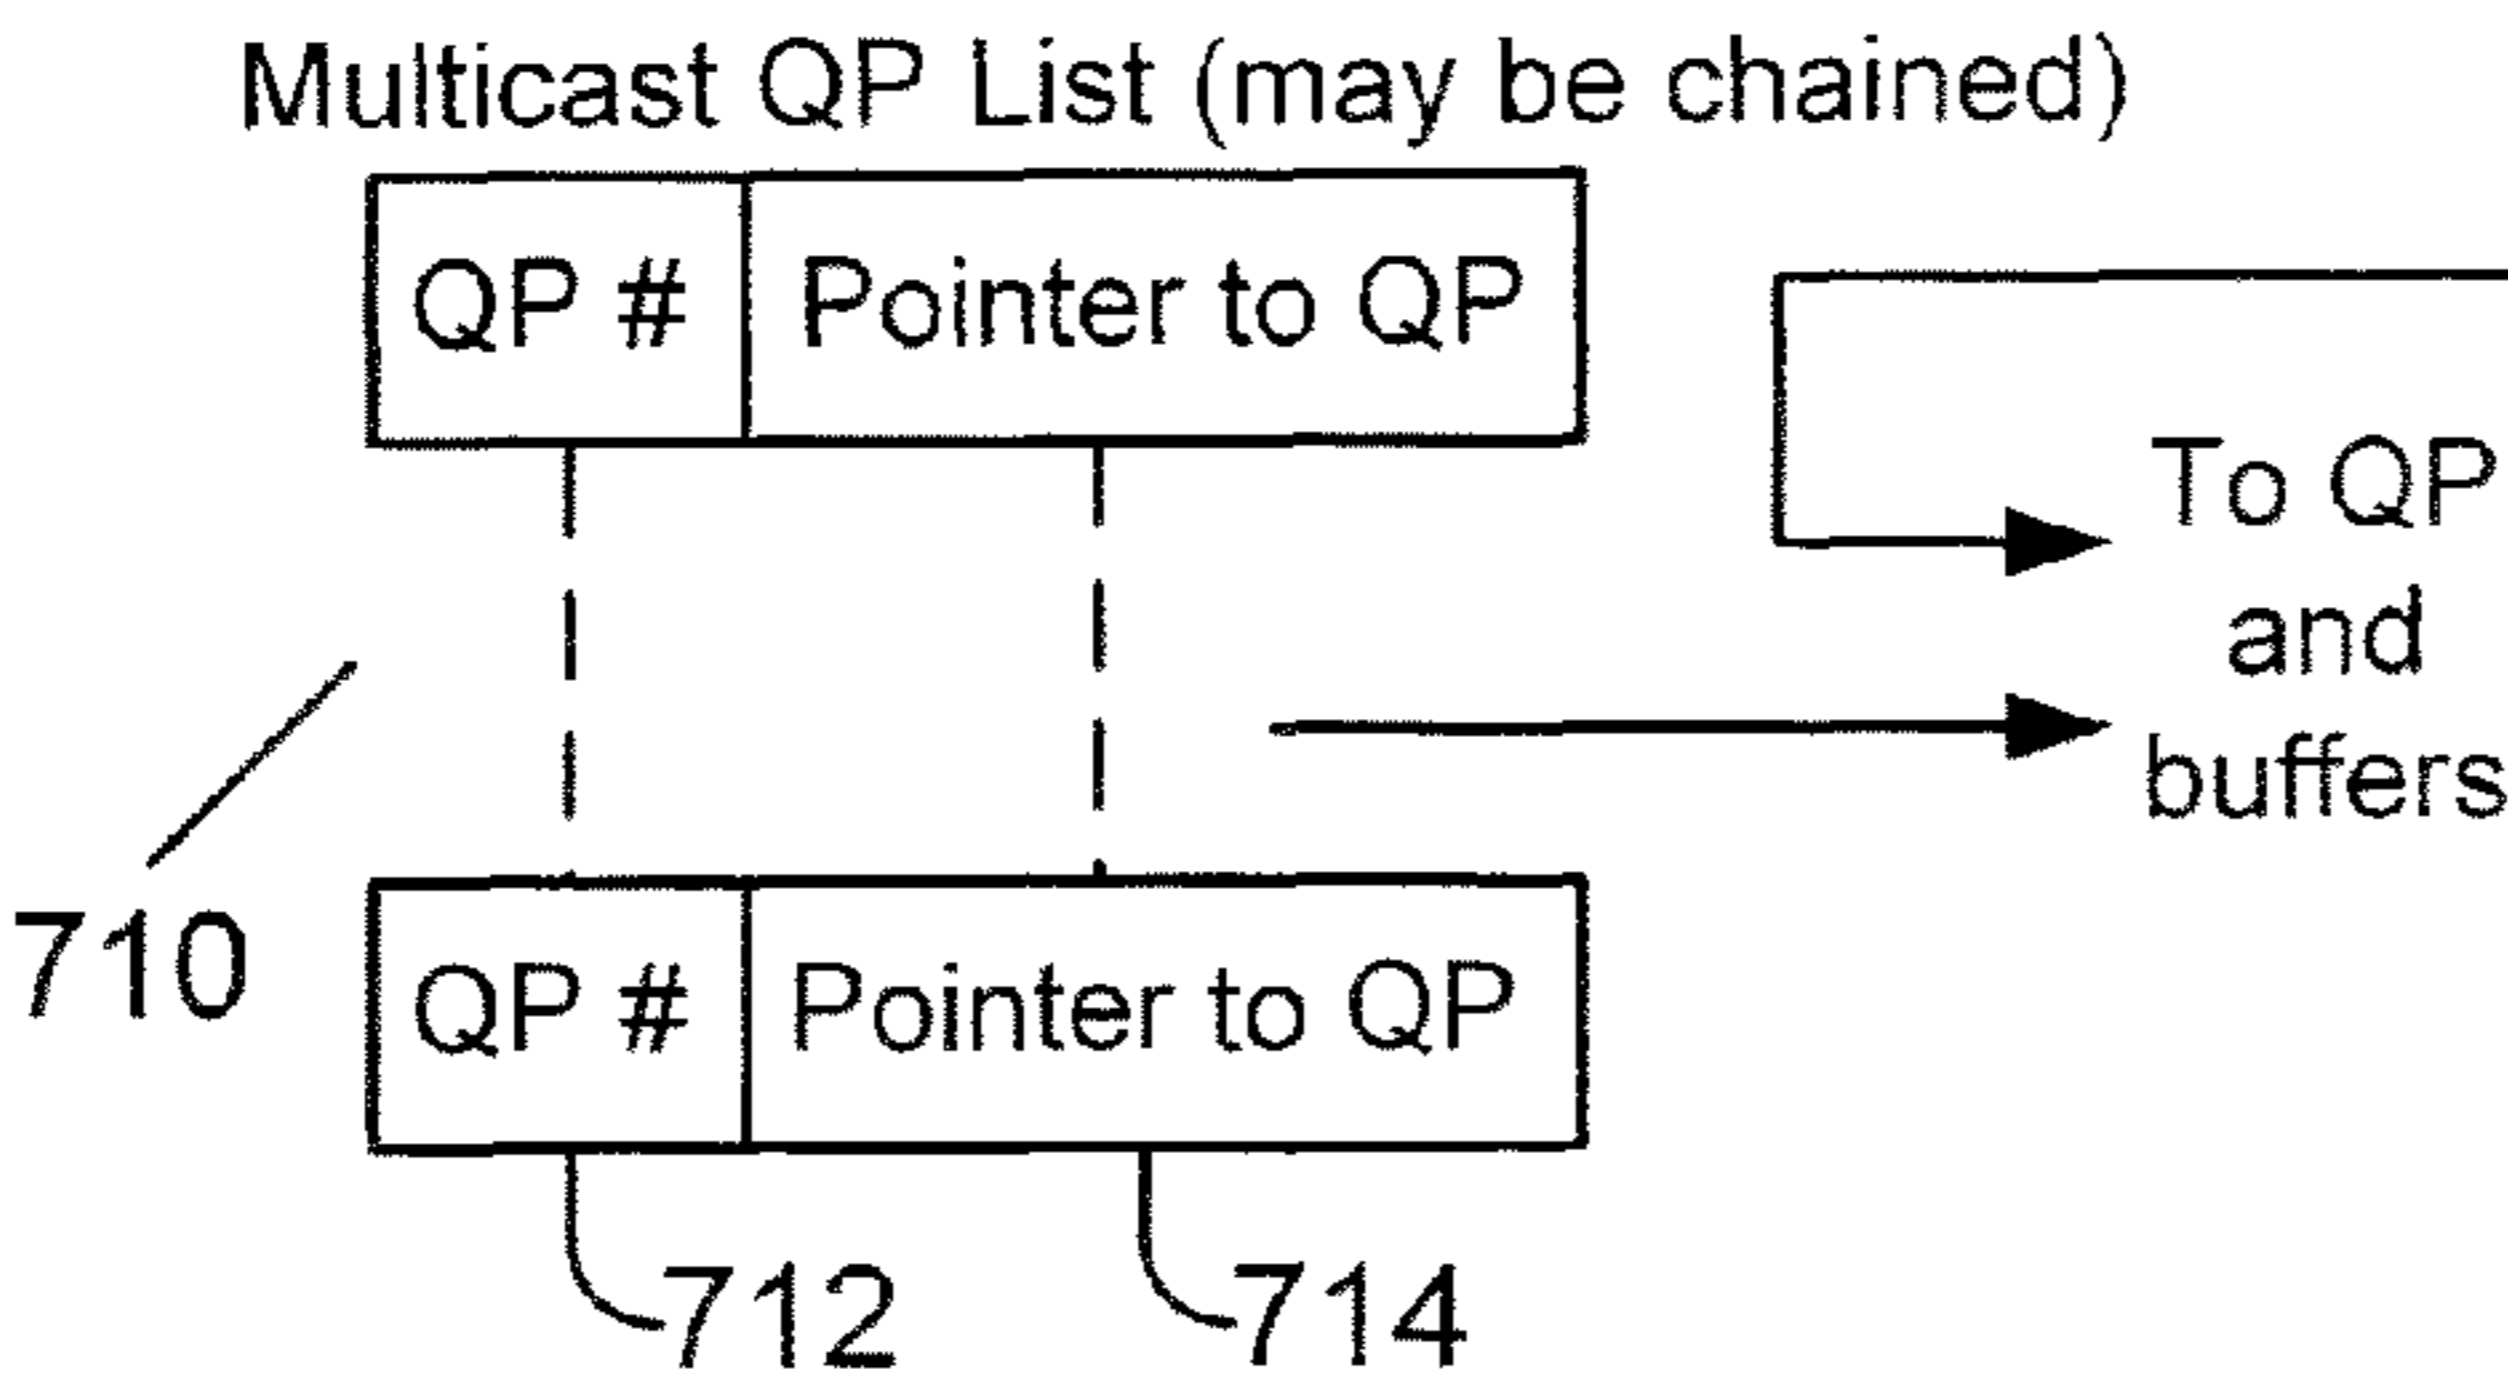 Multicast QP List (may be chained)
QP # Pointer to QP
To QP
and
buffers
710
QP # Pointer to QP
712 714